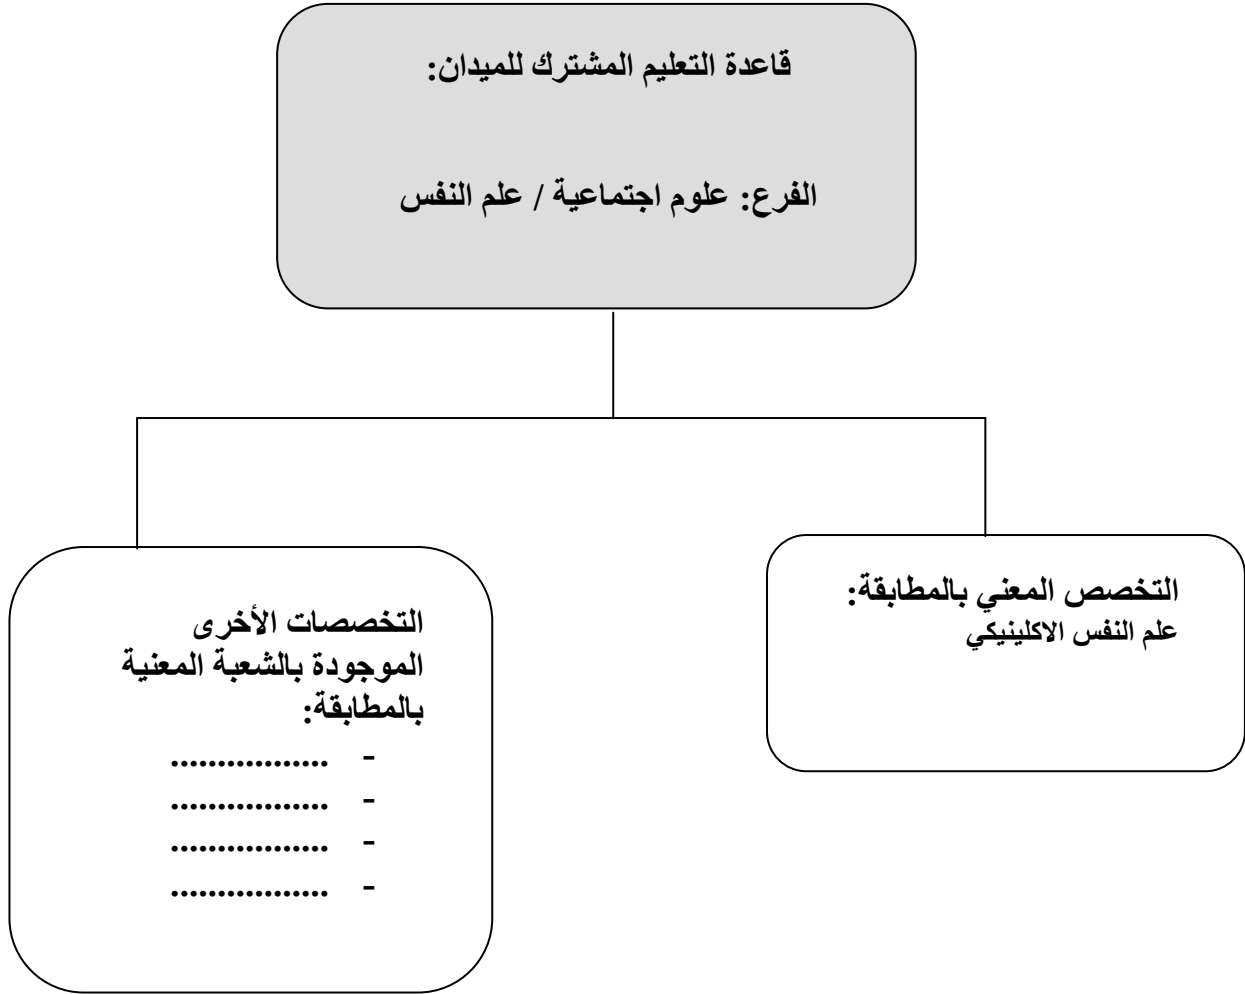 قاعدة التعليم المشترك للميدان:
الفرع: علوم اجتماعية / علم النفس
التخصص المعني بالمطابقة:
علم النفس الاكلينيكي
التخصصات الأخرى
الموجودة بالشعبة المعنية
بالمطابقة:
- .................
- .................
- .................
- .................